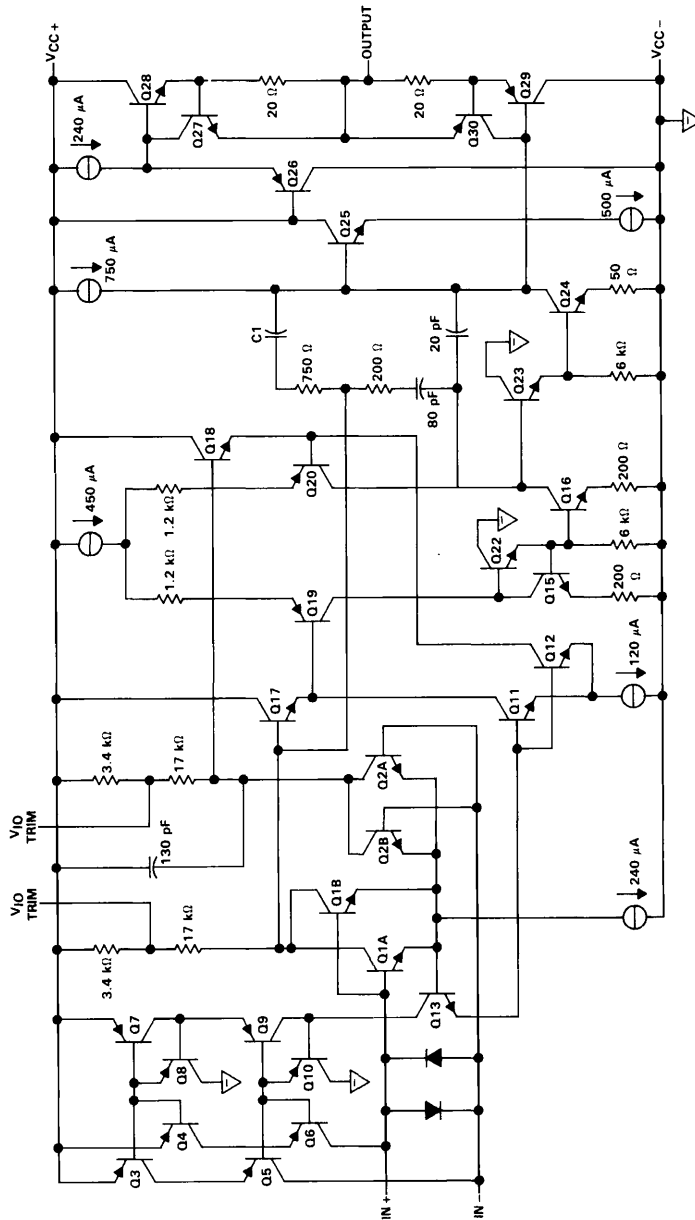 VCC+
VIO
TRIM
VIO
TRIM
3.4 kΩ
3.4 kΩ
450 μA
750 μA
240 μA
17 kΩ
17 kΩ
130 pF
1.2 kΩ
1.2 kΩ
Q3
Q4
Q8
Q7
Q5
Q6
Q10
Q9
Q1A
Q1B
Q2B
Q2A
Q13
Q17
Q18
Q19
Q20
C1
750 Ω
200 Ω
80 pF
20 pF
Q25
Q26
Q28
Q27
20 Ω
OUTPUT
20 Ω
Q30
Q29
Q11
Q12
Q22
Q15
Q16
Q23
Q24
IN +
IN −
240 μA
120 μA
200 Ω
6 kΩ
200 Ω
6 kΩ
50 Ω
500 μA
VCC−